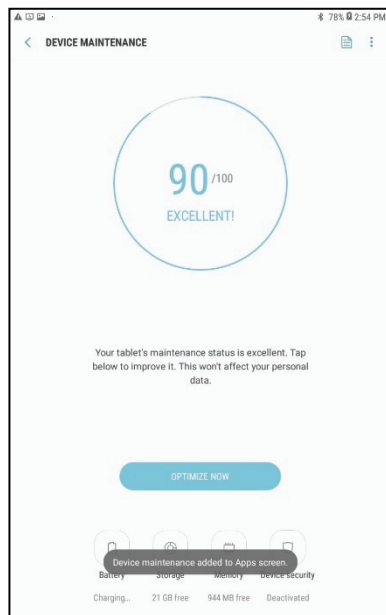 78% 2:54 PM
DEVICE MAINTENANCE
90 /100
EXCELLENT!
Your tablet's maintenance status is excellent. Tap
below to improve it. This won't affect your personal
data.
OPTIMIZE NOW
Device maintenance added to Apps screen.
Battery Storage Memory Device security
Charging... 21 GB free 944 MB free Deactivated